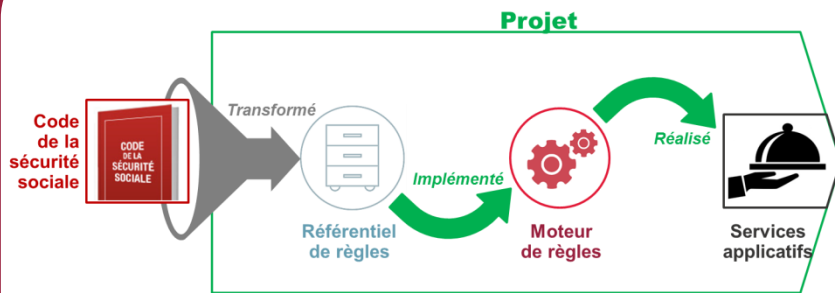 Projet
Code
de la
sécurité
sociale
CODE
DE LA
SÉCURITÉ
SOCIALE
Transformé
Référentiel
de règles
Implémenté
Moteur
de règles
Réalisé
Services
applicatifs